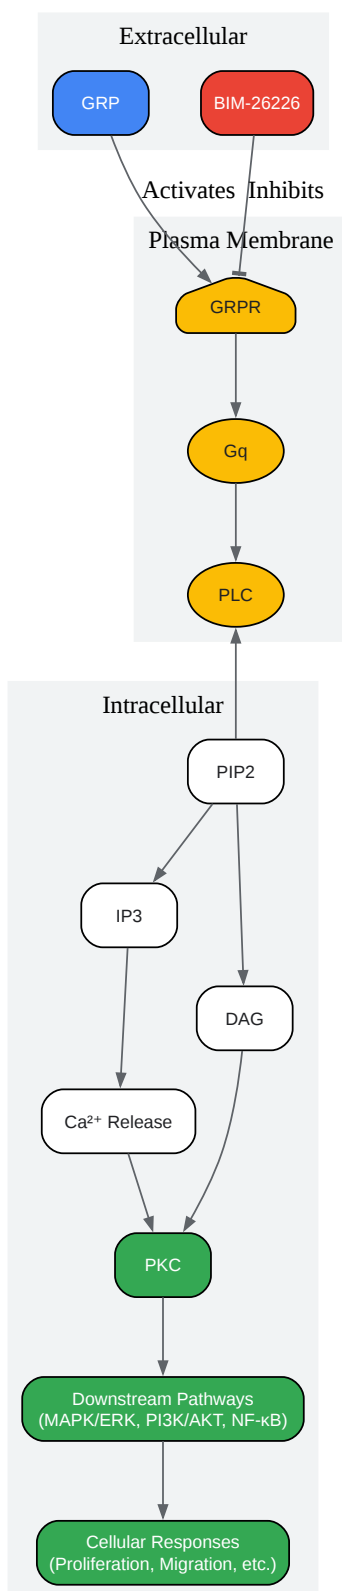 Extracellular
GRP
BIM-26226
Activates
Inhibits
Plasma Membrane
GRPR
Gq
PLC
Intracellular
PIP2
IP3
DAG
Ca²⁺ Release
PKC
Downstream Pathways
(MAPK/ERK, PI3K/AKT, NF-κB)
Cellular Responses
(Proliferation, Migration, etc.)